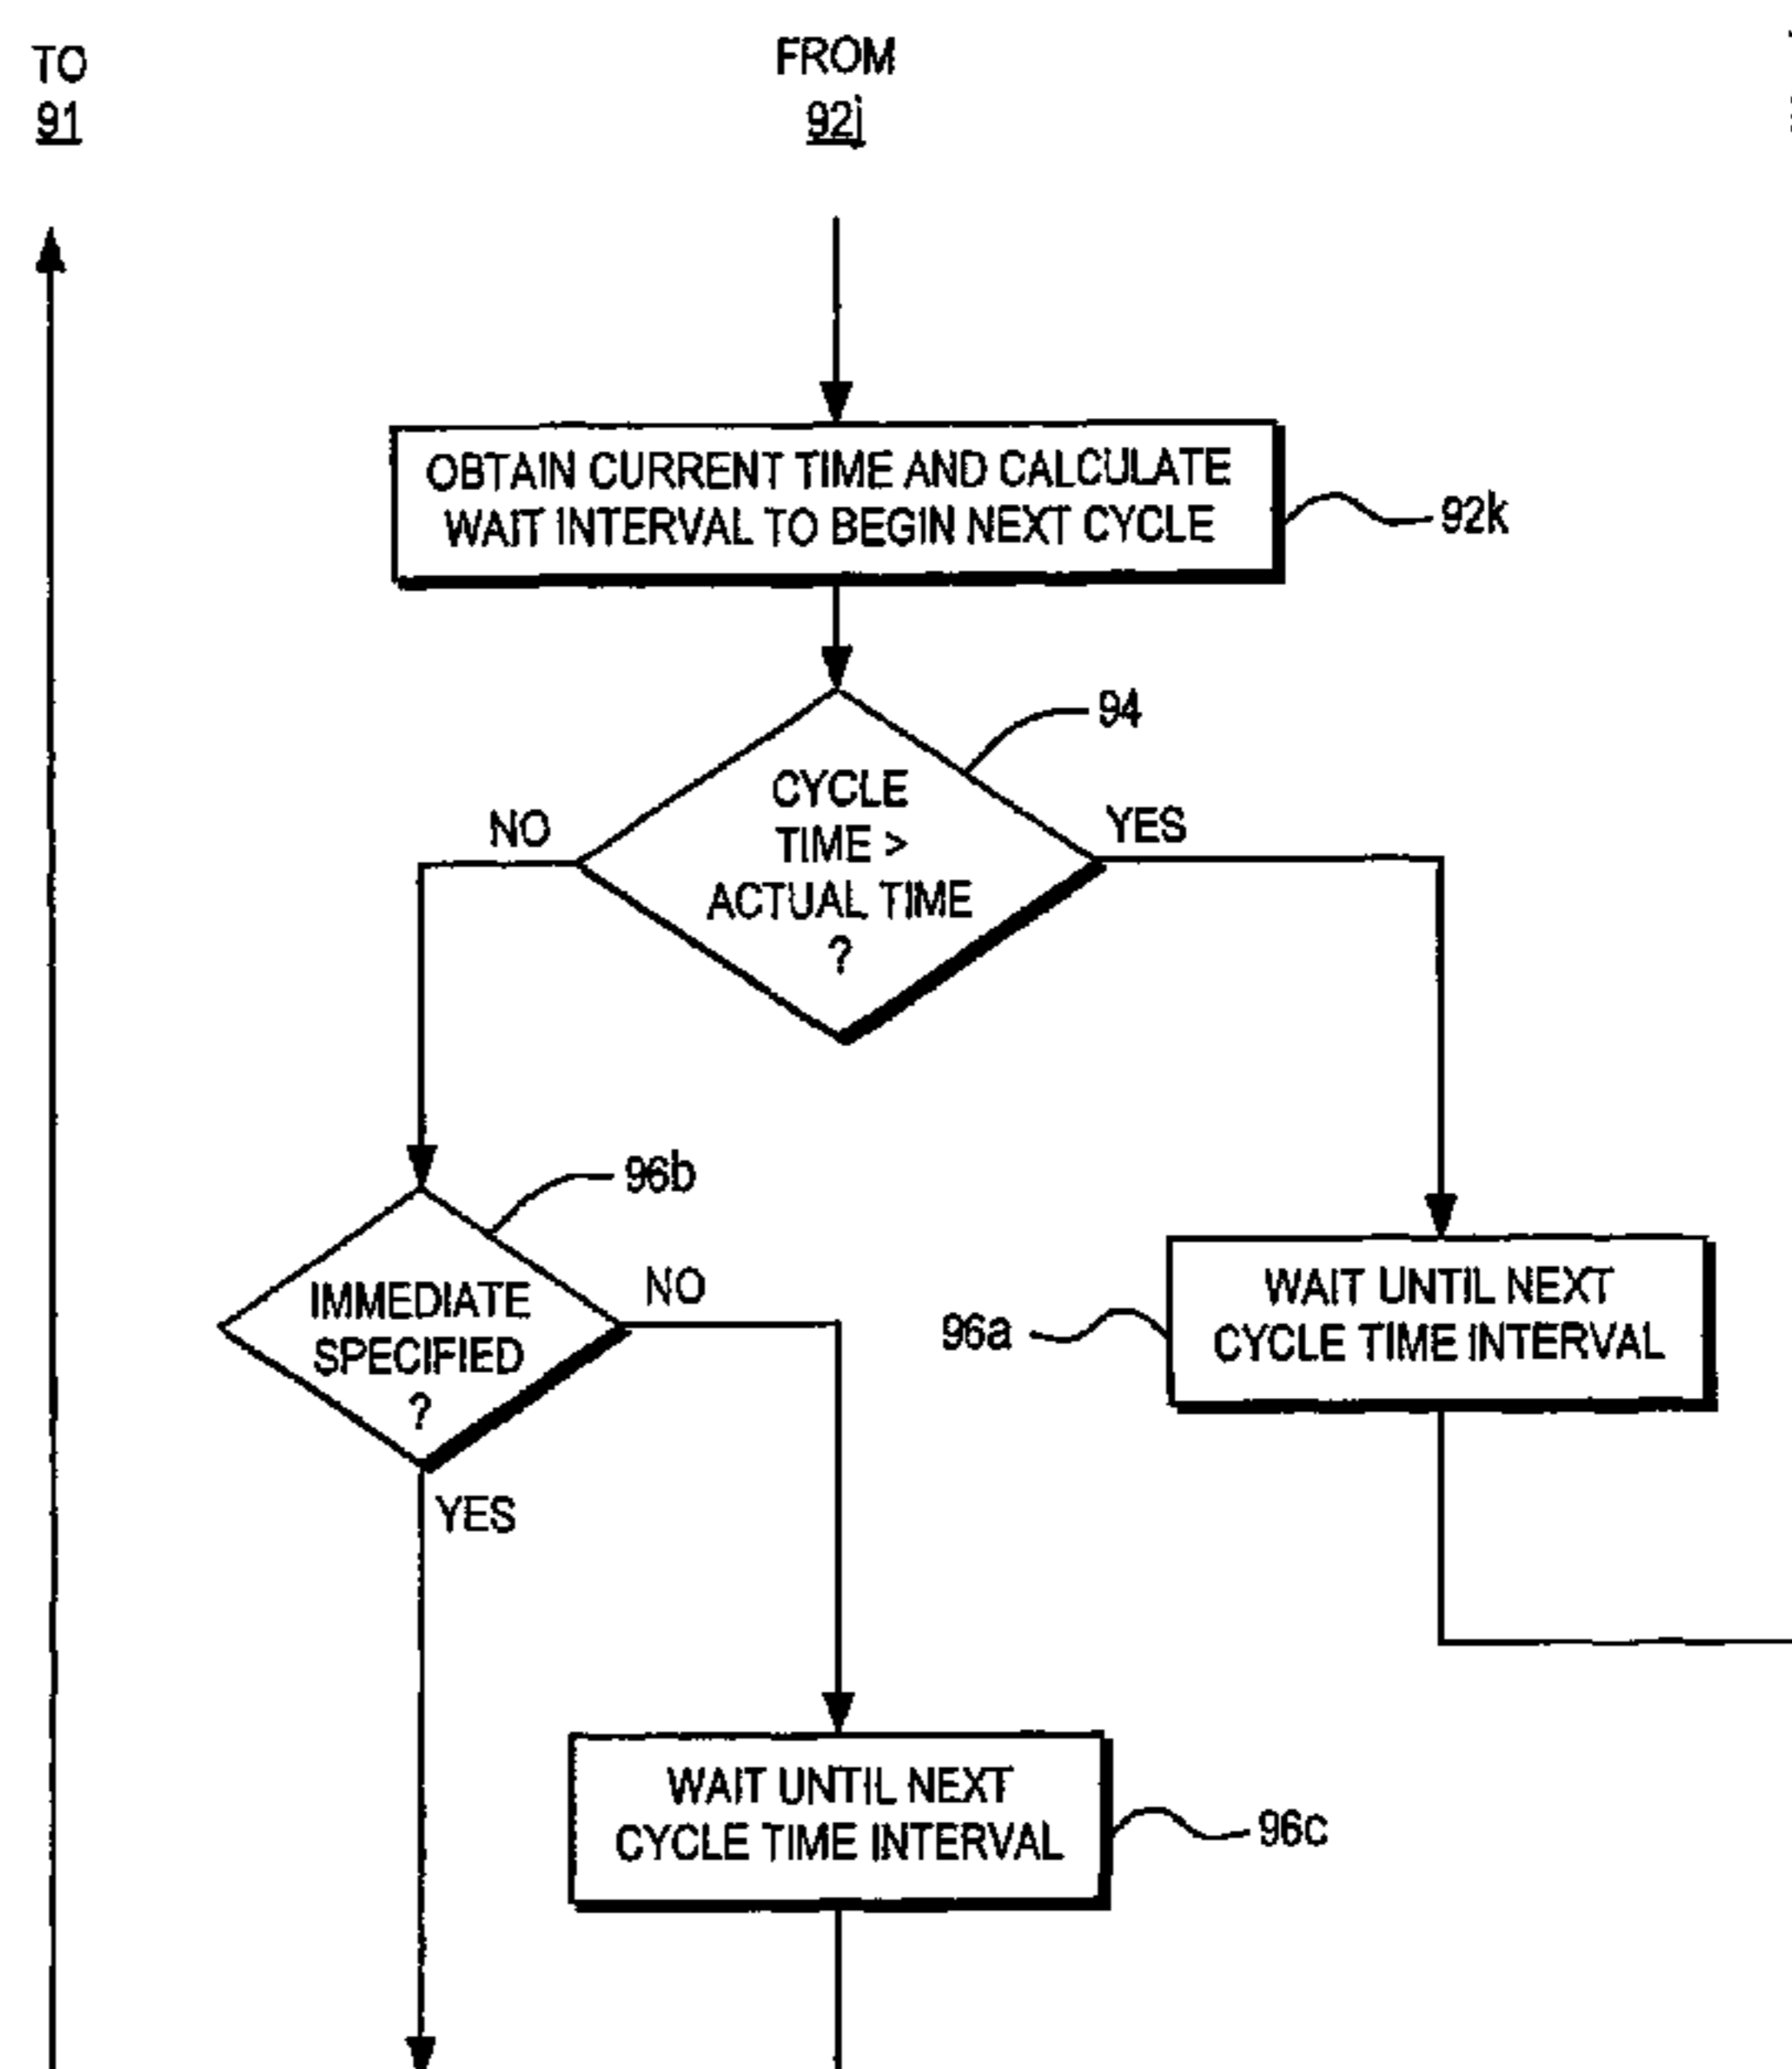 TO
91
FROM
92j
OBTAIN CURRENT TIME AND CALCULATE
WAIT INTERVAL TO BEGIN NEXT CYCLE
92k
94
CYCLE
TIME >
ACTUAL TIME
?
NO
YES
96b
IMMEDIATE
SPECIFIED
?
NO
YES
96a
WAIT UNTIL NEXT
CYCLE TIME INTERVAL
WAIT UNTIL NEXT
CYCLE TIME INTERVAL
96c